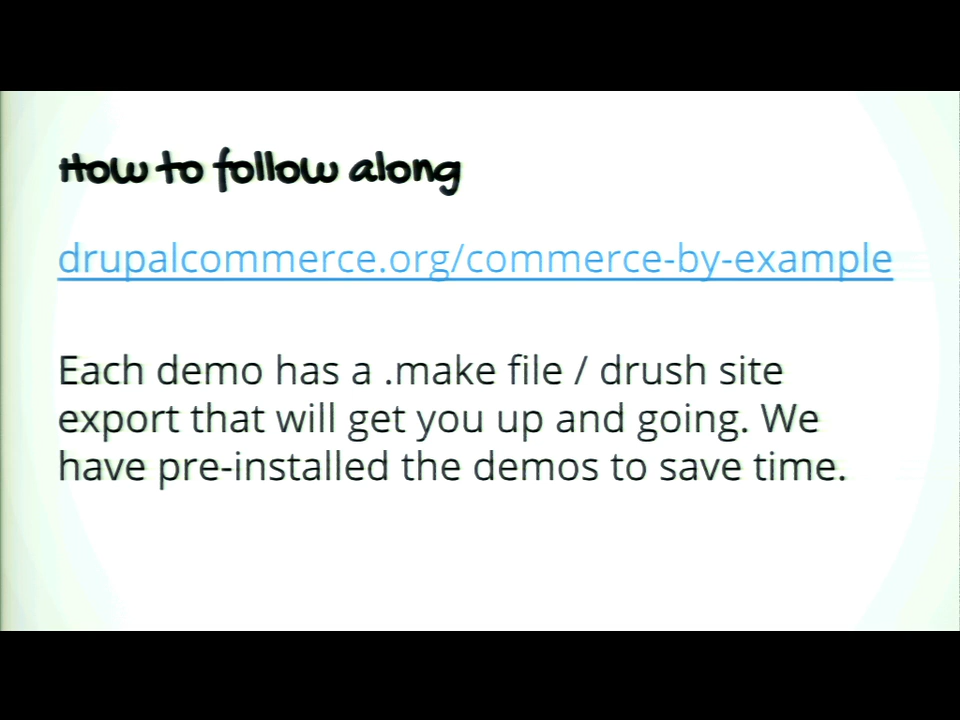 How to follow along
drupalcommerce.org/commerce-by-example
Each demo has a .make file / drush site
export that will get you up and going. We
have pre-installed the demos to save time.